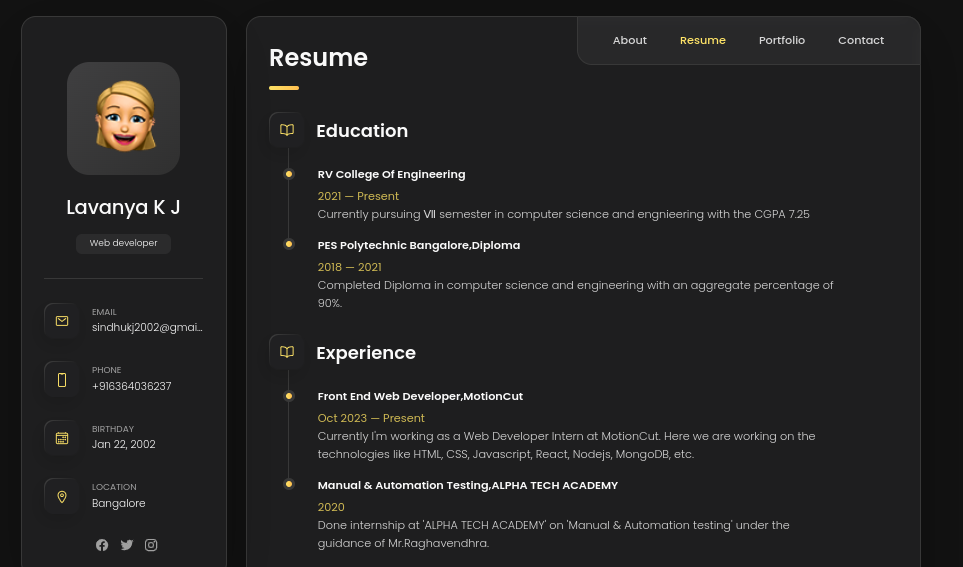 Lavanya K J
Web developer
EMAIL
sindhukj2002@gmai...
PHONE
+916364036237
BIRTHDAY
Jan 22, 2002
LOCATION
Bangalore
About Resume Portfolio Contact
Resume
Education
RV College Of Engineering
2021 — Present
Currently pursuing VII semester in computer science and engnieering with the CGPA 7.25
PES Polytechnic Bangalore,Diploma
2018 — 2021
Completed Diploma in computer science and engineering with an aggregate percentage of
90%.
Experience
Front End Web Developer,MotionCut
Oct 2023 — Present
Currently I'm working as a Web Developer Intern at MotionCut. Here we are working on the
technologies like HTML, CSS, Javascript, React, Nodejs, MongoDB, etc.
Manual & Automation Testing,ALPHA TECH ACADEMY
2020
Done internship at 'ALPHA TECH ACADEMY' on 'Manual & Automation testing' under the
guidance of Mr.Raghavendhra.